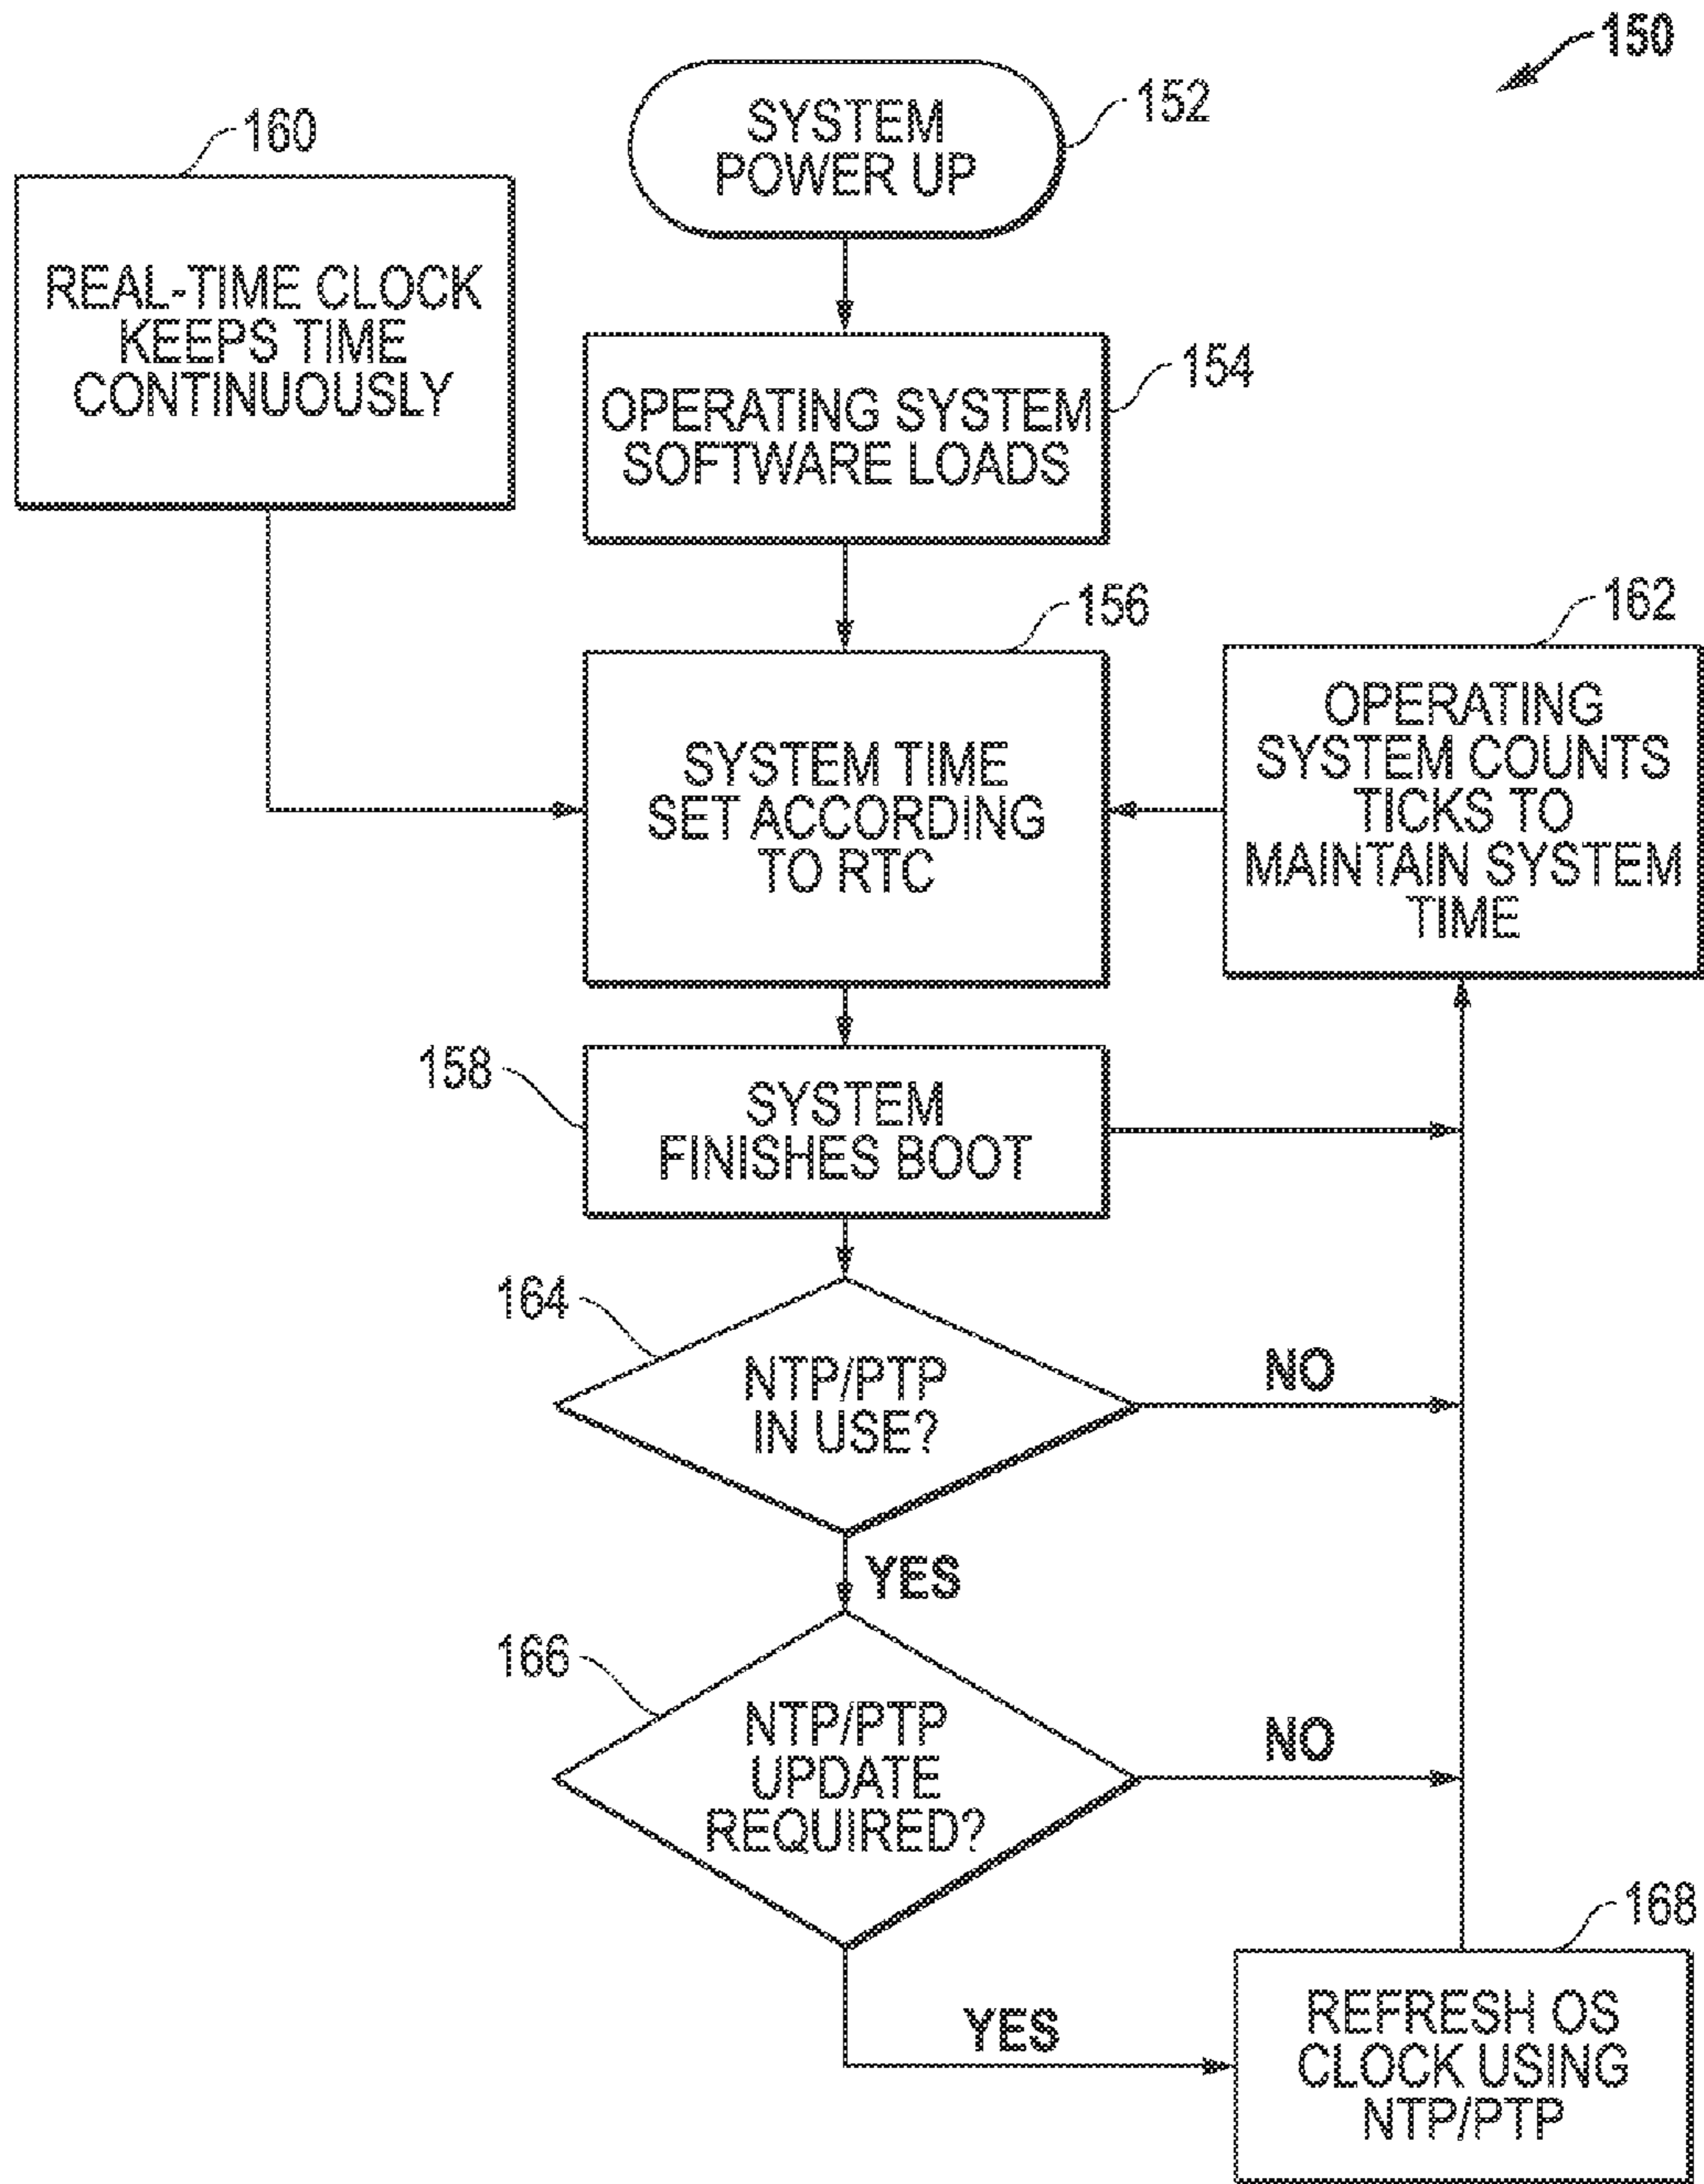 150
SYSTEM
POWER UP
152
160
REAL-TIME CLOCK
KEEPS TIME
CONTINUOUSLY
OPERATING SYSTEM
SOFTWARE LOADS
154
156
SYSTEM TIME
SET ACCORDING
TO RTC
162
OPERATING
SYSTEM COUNTS
TICKS TO
MAINTAIN SYSTEM
TIME
158
SYSTEM
FINISHES BOOT
164
NTP/PTP
IN USE?
NO
YES
166
NTP/PTP
UPDATE
REQUIRED?
NO
YES
168
REFRESH OS
CLOCK USING
NTP/PTP